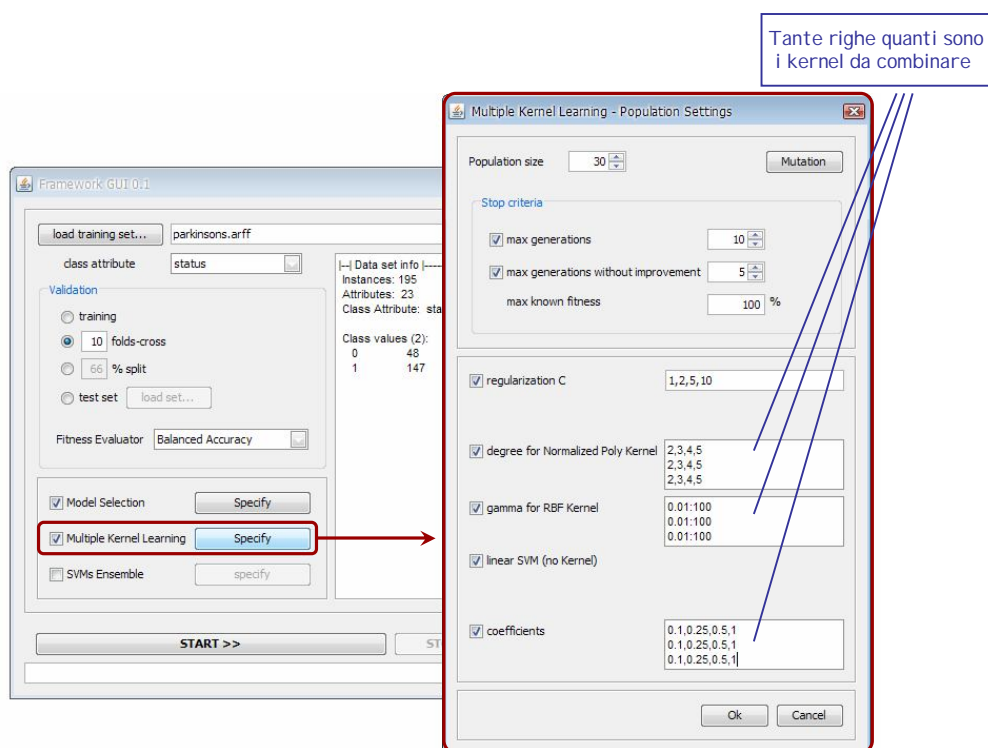 Tante righe quanti sono
i kernel da combinare
Multiple Kernel Learning - Population Settings
Population size
30
Mutation
Stop criteria
max generations
10
max generations without improvement
5
max known fitness
100
%
regularization C
1,2,5,10
degree for Normalized Poly Kernel
2,3,4,5
2,3,4,5
2,3,4,5
gamma for RBF Kernel
0.01:100
0.01:100
0.01:100
linear SVM (no Kernel)
coefficients
0.1,0.25,0.5,1
0.1,0.25,0.5,1
0.1,0.25,0.5,1
Ok
Cancel
Framework GUI 0.1
load training set...
parkinsons.arff
class attribute
status
Validation
training
10 folds-cross
66 % split
test set
load set...
Fitness Evaluator
Balanced Accuracy
|--| Data set info |----
Instances: 195
Attributes: 23
Class Attribute: sta
Class values (2):
0 48
1 147
Model Selection
Specify
Multiple Kernel Learning
Specify
SVMs Ensemble
specify
START >>
ST